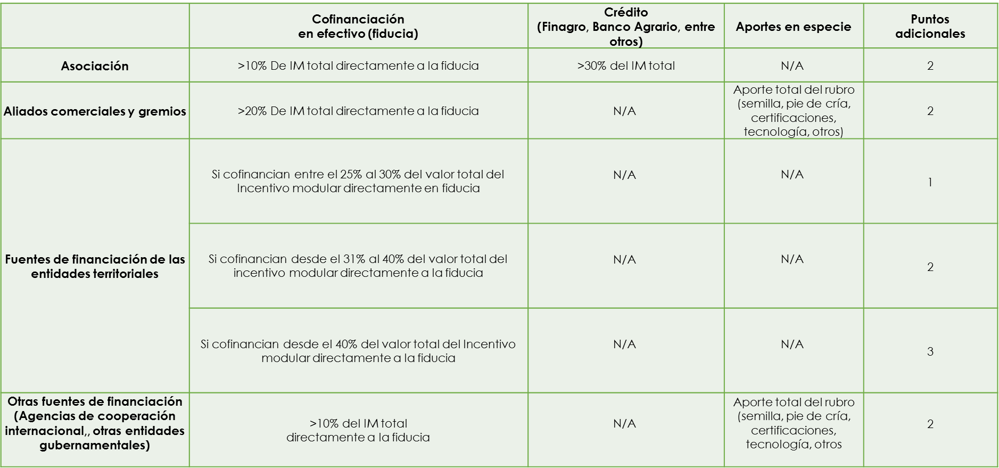 Cofinanciación
en efectivo (fiducia)
Crédito
(Finagro, Banco Agrario, entre
otros)
Aportes en especie
Puntos
adicionales
Asociación
>10% De IM total directamente a la fiducia
>30% del IM total
N/A
2
Aliados comerciales y gremios
>20% De IM total directamente a la fiducia
N/A
Aporte total del rubro
(semilla, pie de cría,
certificaciones,
tecnología, otros)
2
Fuentes de financiación de las
entidades territoriales
Si cofinancian entre el 25% al 30% del valor total del
Incentivo modular directamente en fiducia
N/A
N/A
1
Si cofinancian desde el 31% al 40% del valor total del
incentivo modular directamente a la fiducia
N/A
N/A
2
Si cofinancian desde el 40% del valor total del Incentivo
modular directamente a la fiducia
N/A
N/A
3
Otras fuentes de financiación
(Agencias de cooperación
internacional,, otras entidades
gubernamentales)
>10% del IM total
directamente a la fiducia
N/A
Aporte total del rubro
(semilla, pie de cría,
certificaciones,
tecnología, otros
2